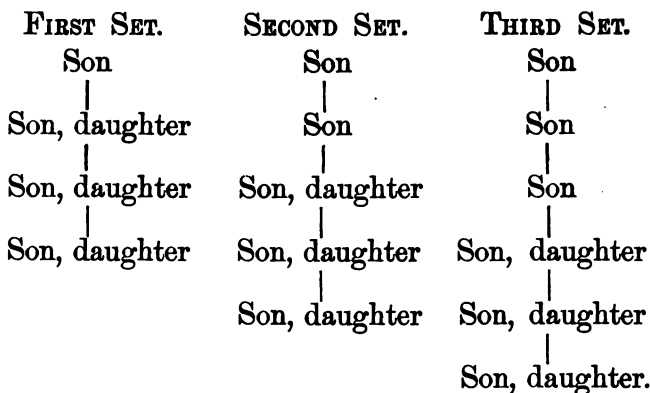 FIRST SET. SECOND SET. THIRD SET.
Son Son Son
Son, daughter Son Son
Son, daughter Son, daughter Son
Son, daughter Son, daughter Son, daughter
Son, daughter Son, daughter
Son, daughter.